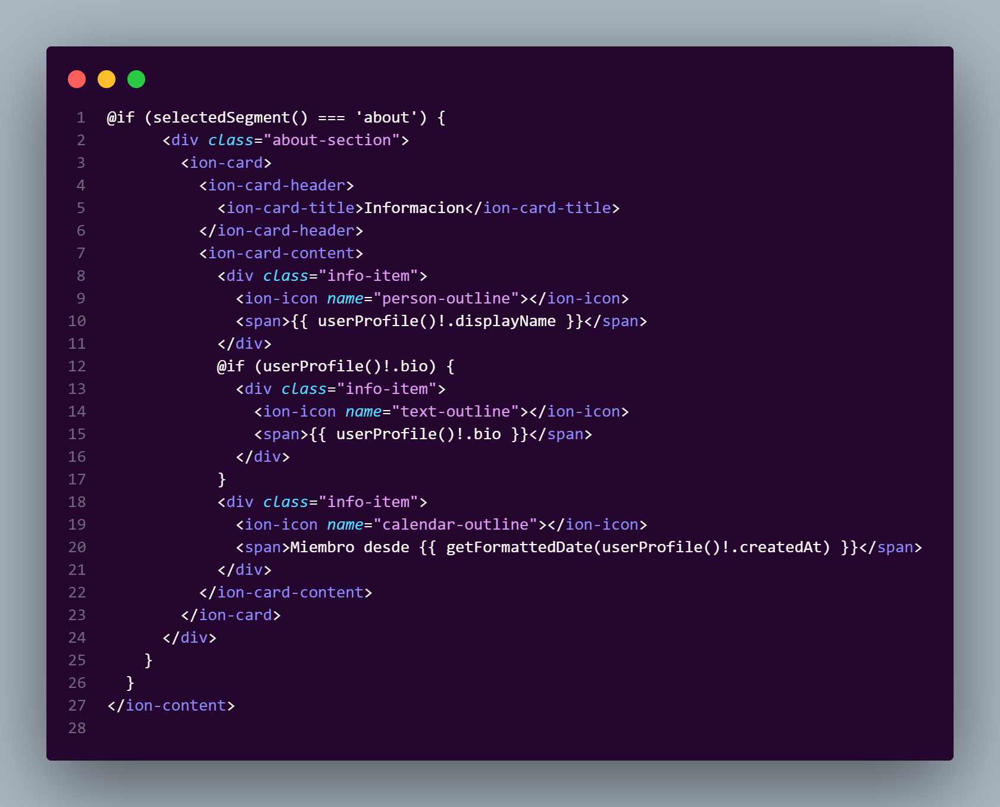 1 @if (selectedSegment() === 'about') {
2       <div class="about-section">
3         <ion-card>
4           <ion-card-header>
5             <ion-card-title>Informacion</ion-card-title>
6           </ion-card-header>
7           <ion-card-content>
8             <div class="info-item">
9               <ion-icon name="person-outline"></ion-icon>
10               <span>{{ userProfile()!.displayName }}</span>
11             </div>
12             @if (userProfile()!.bio) {
13               <div class="info-item">
14                 <ion-icon name="text-outline"></ion-icon>
15                 <span>{{ userProfile()!.bio }}</span>
16               </div>
17             }
18             <div class="info-item">
19               <ion-icon name="calendar-outline"></ion-icon>
20               <span>Miembro desde {{ getFormattedDate(userProfile()!.createdAt) }}</span>
21             </div>
22           </ion-card-content>
23         </ion-card>
24       </div>
25     }
26   }
27 </ion-content>
28